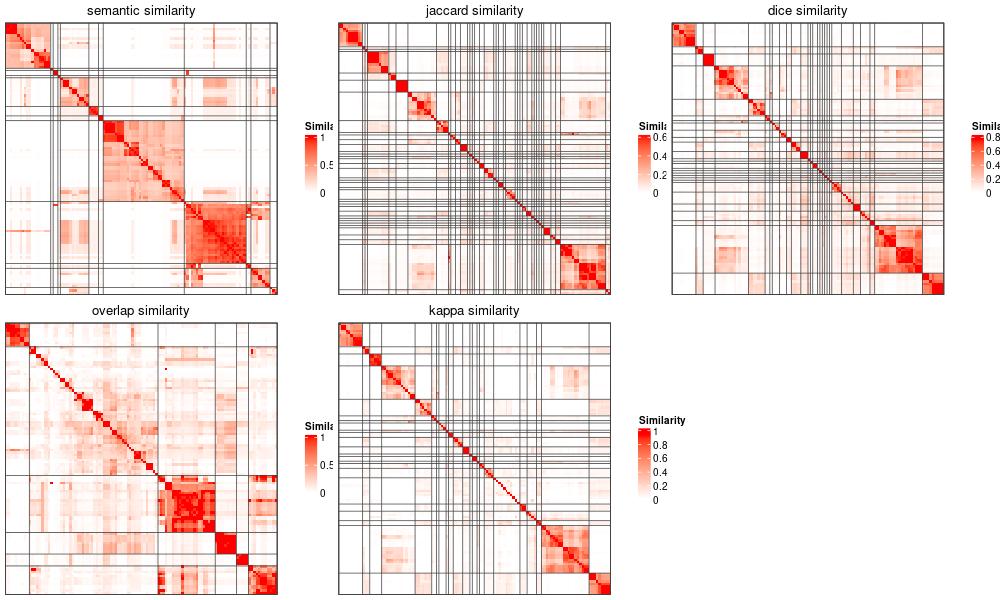 semantic similarity
jaccard similarity
dice similarity
Simila
1
0.5
0
Simila
0.6
0.4
0.2
0
Simila
0.8
0.6
0.4
0.2
0
overlap similarity
kappa similarity
Simila
1
0.5
0
Similarity
1
0.8
0.6
0.4
0.2
0